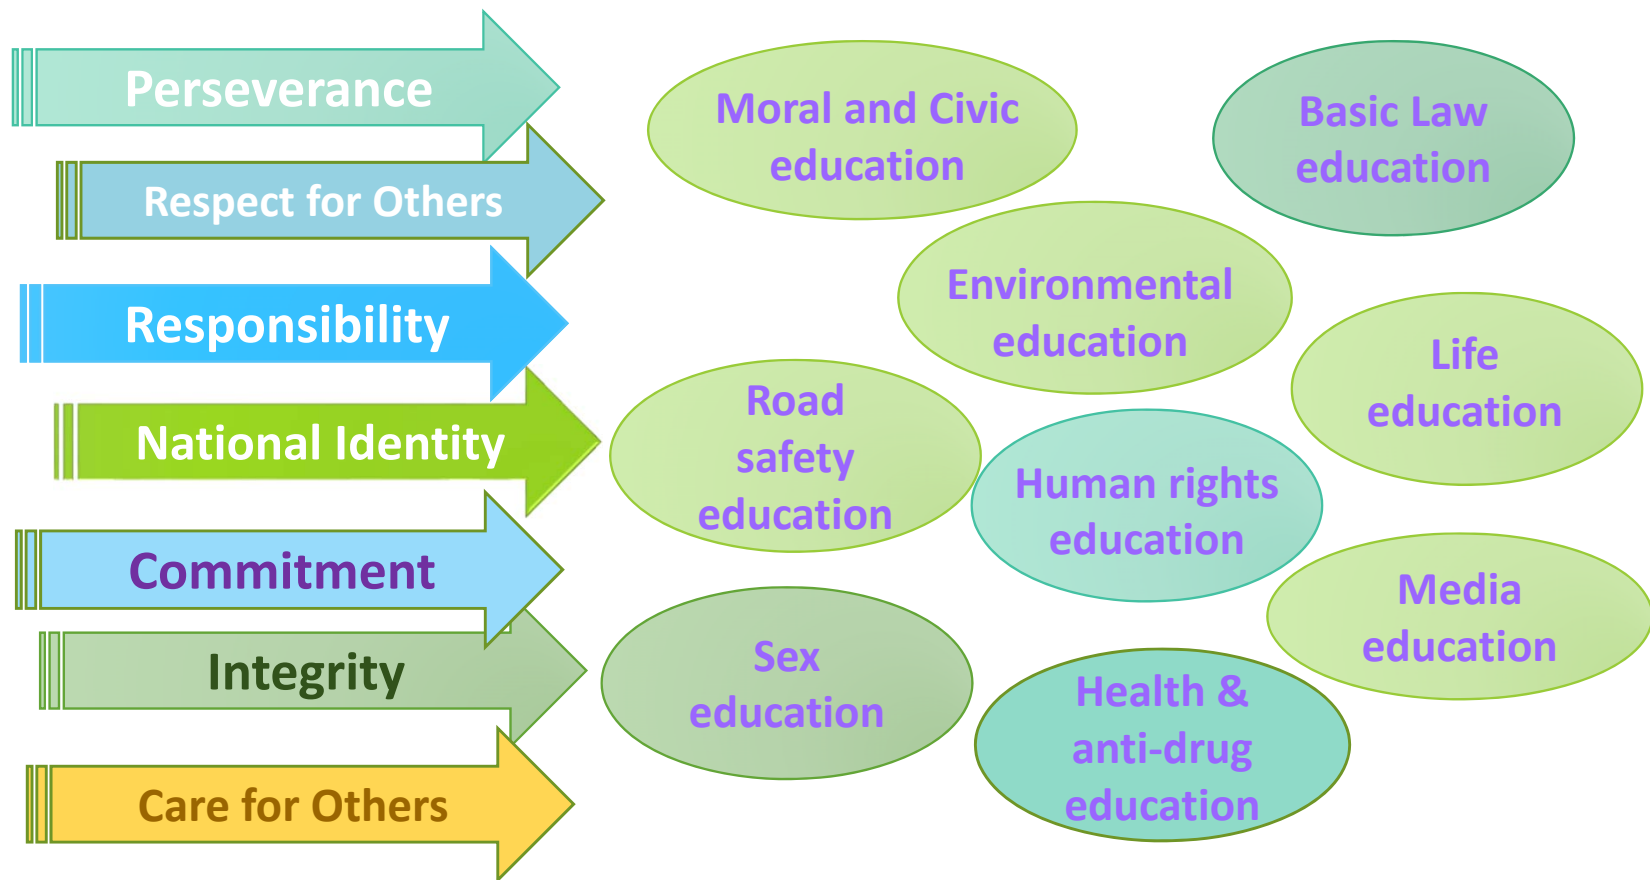 Perseverance
Respect for Others
Responsibility
National Identity
Commitment
Integrity
Care for Others
Moral and Civic
education
Basic Law
education
Environmental
education
Life
education
Road
safety
education
Human rights
education
Media
education
Sex
education
Health &
anti-drug
education